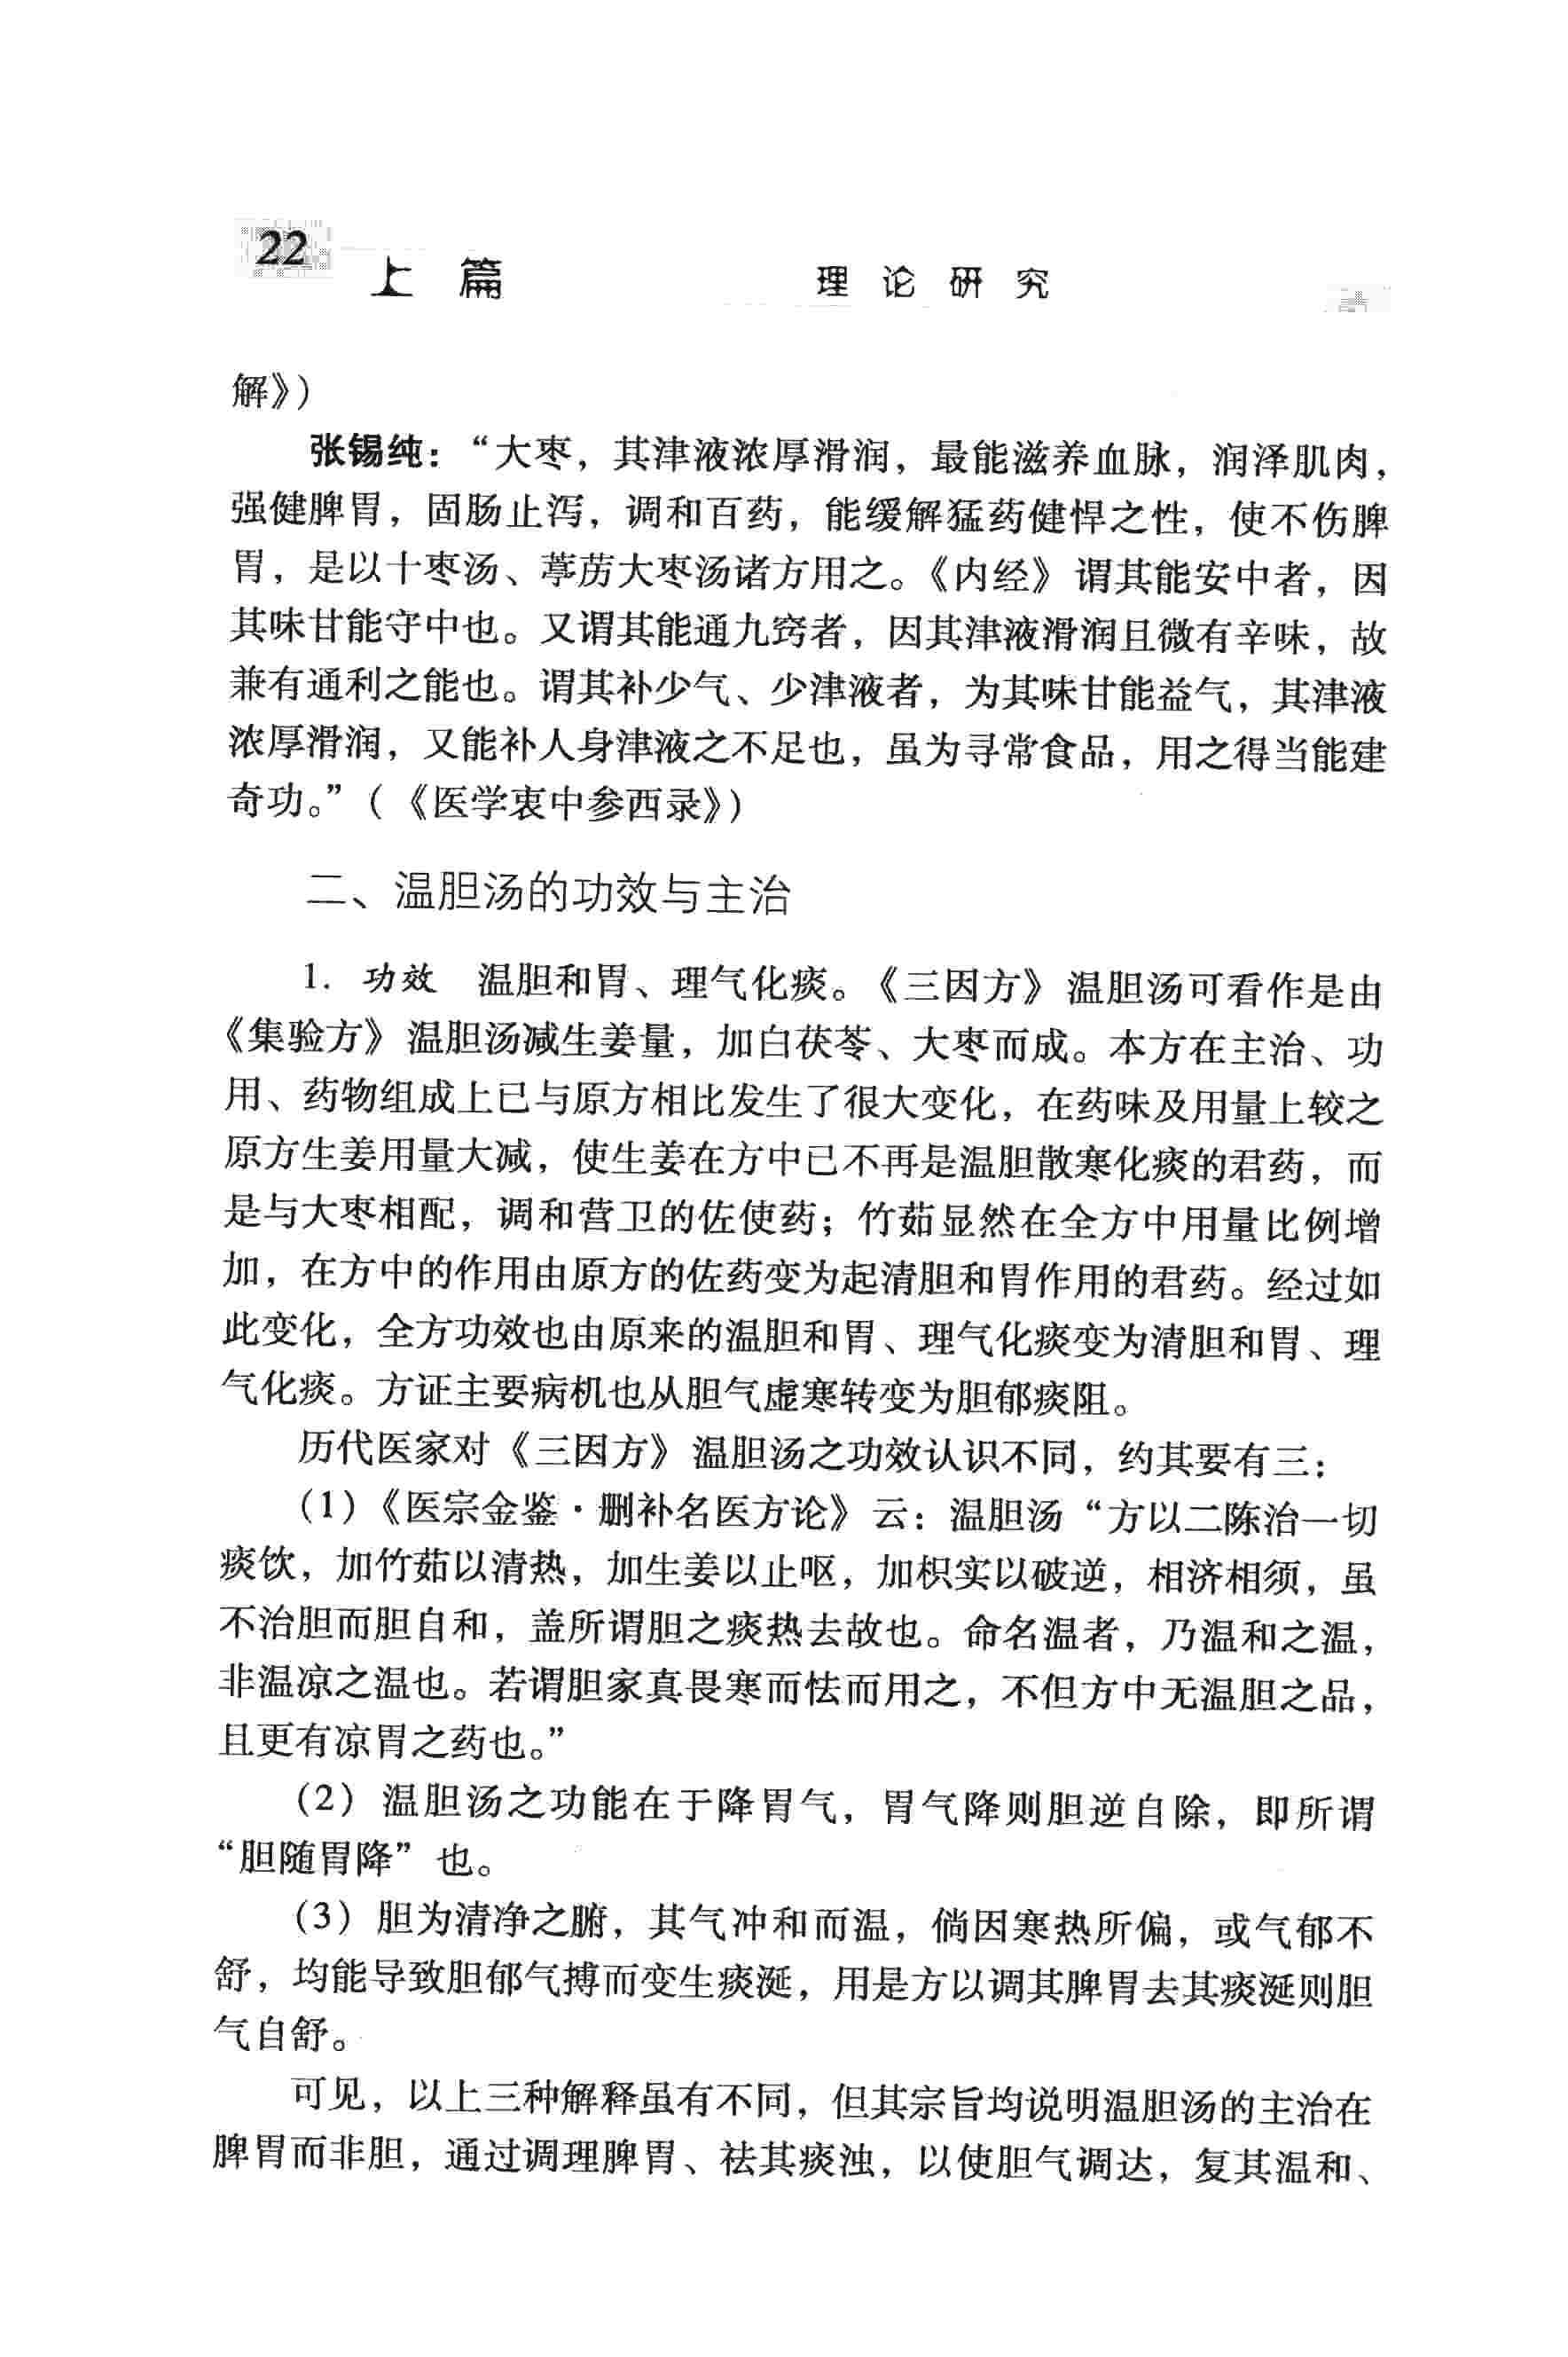 22
上 篇 理 论 研 究
解》)
张锡纯：“大枣，其津液浓厚滑润，最能滋养血脉，润泽肌肉，
强健脾胃，固肠止泻，调和百药，能缓解猛药健悍之性，使不伤脾
胃，是以十枣汤、葶苈大枣汤诸方用之。《内经》谓其能安中者，因
其味甘能守中也。又谓其能通九窍者，因其津液滑润且微有辛味，故
兼有通利之能也。谓其补少气、少津液者，为其味甘能益气，其津液
浓厚滑润，又能补人身津液之不足也，虽为寻常食品，用之得当能建
奇功。”(《医学衷中参西录》)
二、温胆汤的功效与主治
1. 功效 温胆和胃、理气化痰。《三因方》温胆汤可看作是由
《集验方》温胆汤减生姜量，加白茯苓、大枣而成。本方在主治、功
用、药物组成上已与原方相比发生了很大变化，在药味及用量上较之
原方生姜用量大减，使生姜在方中已不再是温胆散寒化痰的君药，而
是与大枣相配，调和营卫的佐使药；竹茹显然在全方中用量比例增
加，在方中的作用由原方的佐药变为起清胆和胃作用的君药。经过如
此变化，全方功效也由原来的温胆和胃、理气化痰变为清胆和胃、理
气化痰。方证主要病机也从胆气虚寒转变为胆郁痰阻。
历代医家对《三因方》温胆汤之功效认识不同，约其要有三：
(1)《医宗金鉴·删补名医方论》云：温胆汤“方以二陈治一切
痰饮，加竹茹以清热，加生姜以止呕，加枳实以破逆，相济相须，虽
不治胆而胆自和，盖所谓胆之痰热去故也。命名温者，乃温和之温，
非温凉之温也。若谓胆家真畏寒而怯而用之，不但方中无温胆之品，
且更有凉胃之药也。”
(2) 温胆汤之功能在于降胃气，胃气降则胆逆自除，即所谓
“胆随胃降”也。
(3) 胆为清净之腑，其气冲和而温，倘因寒热所偏，或气郁不
舒，均能导致胆郁气搏而变生痰涎，用是方以调其脾胃去其痰涎则胆
气自舒。
可见，以上三种解释虽有不同，但其宗旨均说明温胆汤的主治在
脾胃而非胆，通过调理脾胃、祛其痰浊，以使胆气调达，复其温和、